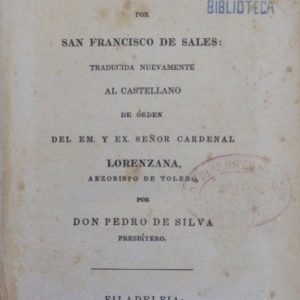 BIBLIOTECA
POR
SAN FRANCISCO DE SALES:
TRADUCIDA NUEVAMENTE
AL CASTELLANO
DE ÓRDEN
DEL EM. Y EX. SEÑOR CARDENAL
LORENZANA,
ARZOBISPO DE TOLEDO,
POR
DON PEDRO DE SILVA
PRESBÍTERO.
FILADELFIA: